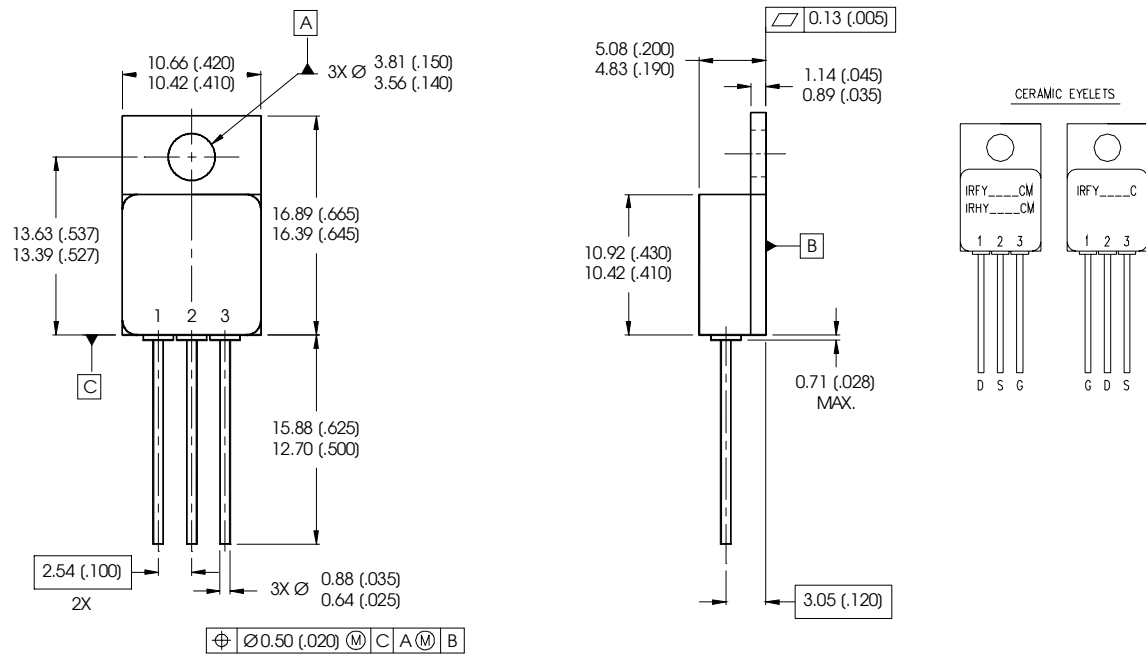 A
10.66 (.420)
10.42 (.410)
3X Ø 3.81 (.150)
3.56 (.140)
13.63 (.537)
13.39 (.527)
16.89 (.665)
16.39 (.645)
1 2 3
C
15.88 (.625)
12.70 (.500)
2.54 (.100)
2X
3X Ø 0.88 (.035)
0.64 (.025)
⌖ Ø0.50 (.020) Ⓜ C A Ⓜ B
▱ 0.13 (.005)
5.08 (.200)
4.83 (.190)
1.14 (.045)
0.89 (.035)
10.92 (.430)
10.42 (.410)
B
0.71 (.028)
MAX.
3.05 (.120)
CERAMIC EYELETS
IRFY____CM
IRHY____CM
1 2 3
D S G
IRFY____C
1 2 3
G D S